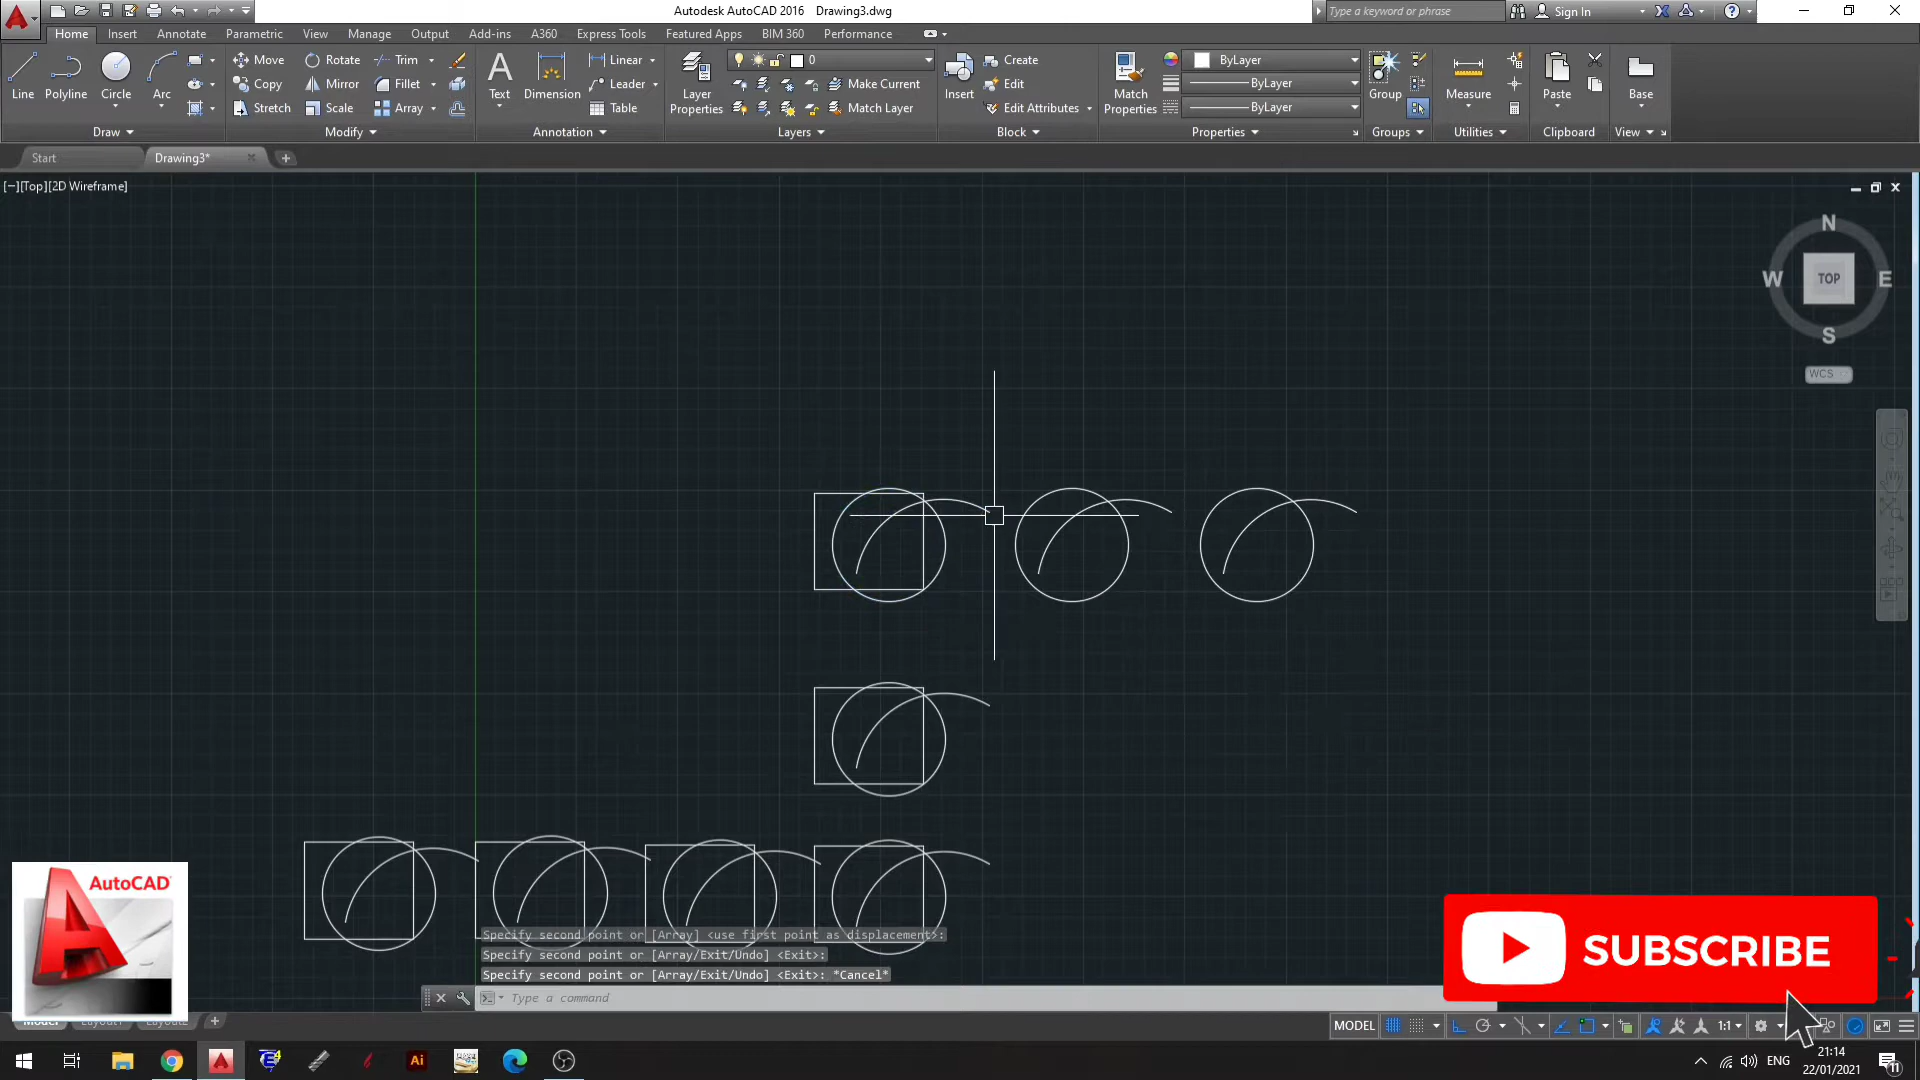 Autodesk AutoCAD 2016 Drawing3.dwg
Type a keyword or phrase
Sign In
Home Insert Annotate Parametric View Manage Output Add-ins A360 Express Tools Featured Apps BIM 360 Performance
Line Polyline Circle Arc
Move Rotate Trim
Copy Mirror Fillet
Stretch Scale Array
Text Dimension
Linear
Leader
Table
Layer Properties
0
Make Current
Match Layer
Insert
Create
Edit
Edit Attributes
Match Properties
ByLayer
ByLayer
ByLayer
Group Measure Paste Base
Draw Modify Annotation Layers Block Properties Groups Utilities Clipboard View
Start Drawing3*
[−][Top][2D Wireframe]
N
W TOP E
S
WCS
AutoCAD
Specify second point or [Array] <use first point as displacement>:
Specify second point or [Array/Exit/Undo] <Exit>:
Specify second point or [Array/Exit/Undo] <Exit>: *Cancel*
Type a command
SUBSCRIBE
Model Layout1 Layout2
MODEL 1:1
Ai
ENG
21:14
22/01/2021
11